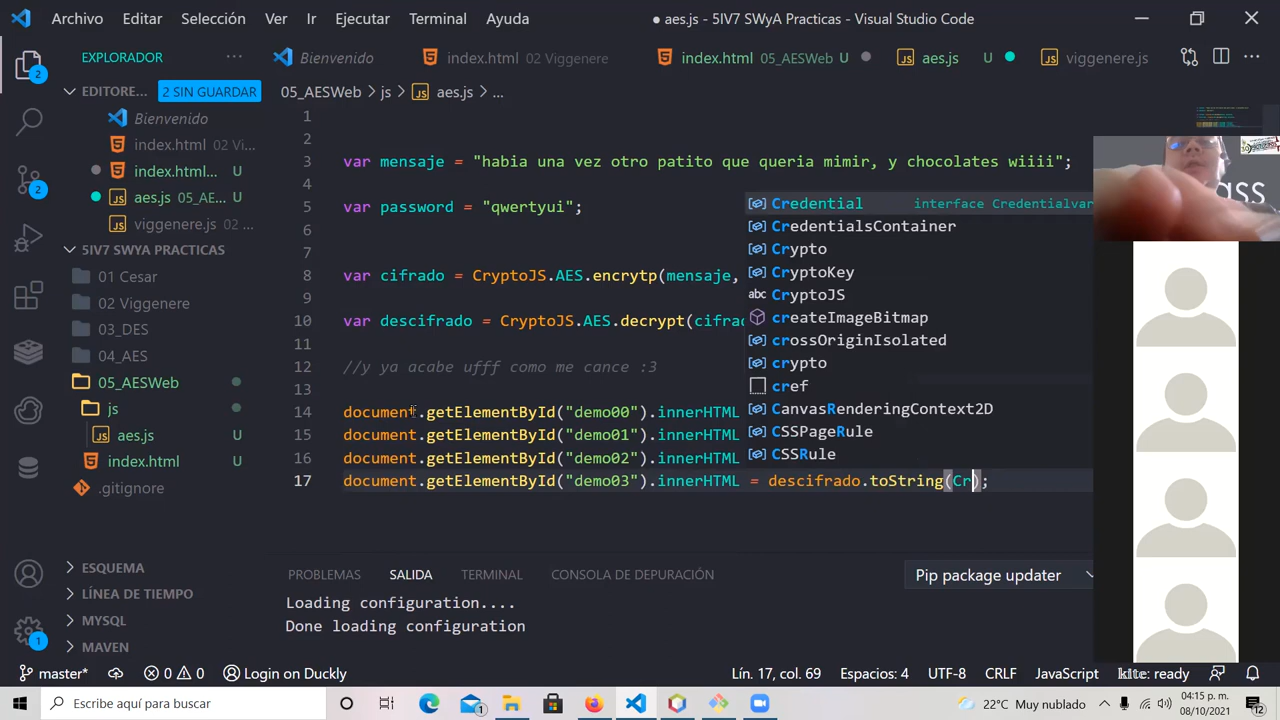 Archivo Editar Selección Ver Ir Ejecutar Terminal Ayuda
● aes.js - 5IV7 SWyA Practicas - Visual Studio Code
EXPLORADOR ...
Bienvenido
index.html 02 Viggenere
index.html 05_AESWeb U
aes.js U
viggenere.js
EDITORE... 2 SIN GUARDAR
Bienvenido
index.html 02 Vi...
index.html... U
aes.js 05_AE... U
viggenere.js 05_...
5IV7 SWYA PRACTICAS
01 Cesar
02 Viggenere
03_DES
04_AES
05_AESWeb
js
aes.js U
index.html U
.gitignore
ESQUEMA
LÍNEA DE TIEMPO
MYSQL
MAVEN
05_AESWeb > js > aes.js > ...
1
2
3 var mensaje = "habia una vez otro patito que queria mimir, y chocolates wiiii";
4
5 var password = "qwertyui";
6
7
8 var cifrado = CryptoJS.AES.encrytp(mensaje,
9
10 var descifrado = CryptoJS.AES.decrypt(cifra
11
12 //y ya acabe ufff como me cance :3
13
14 document.getElementById("demo00").innerHTML
15 document.getElementById("demo01").innerHTML
16 document.getElementById("demo02").innerHTML
17 document.getElementById("demo03").innerHTML = descifrado.toString(Cr);
Credential interface Credentialvar
CredentialsContainer
Crypto
CryptoKey
abc CryptoJS
createImageBitmap
crossOriginIsolated
crypto
cref
CanvasRenderingContext2D
CSSPageRule
CSSRule
ass
PROBLEMAS SALIDA TERMINAL CONSOLA DE DEPURACIÓN
Pip package updater
Loading configuration....
Done loading configuration
master* 0 0 Login on Duckly
Lín. 17, col. 69 Espacios: 4 UTF-8 CRLF JavaScript kite: ready
Escribe aquí para buscar
22°C Muy nublado
04:15 p. m.
08/10/2021
2
2
1
1
12